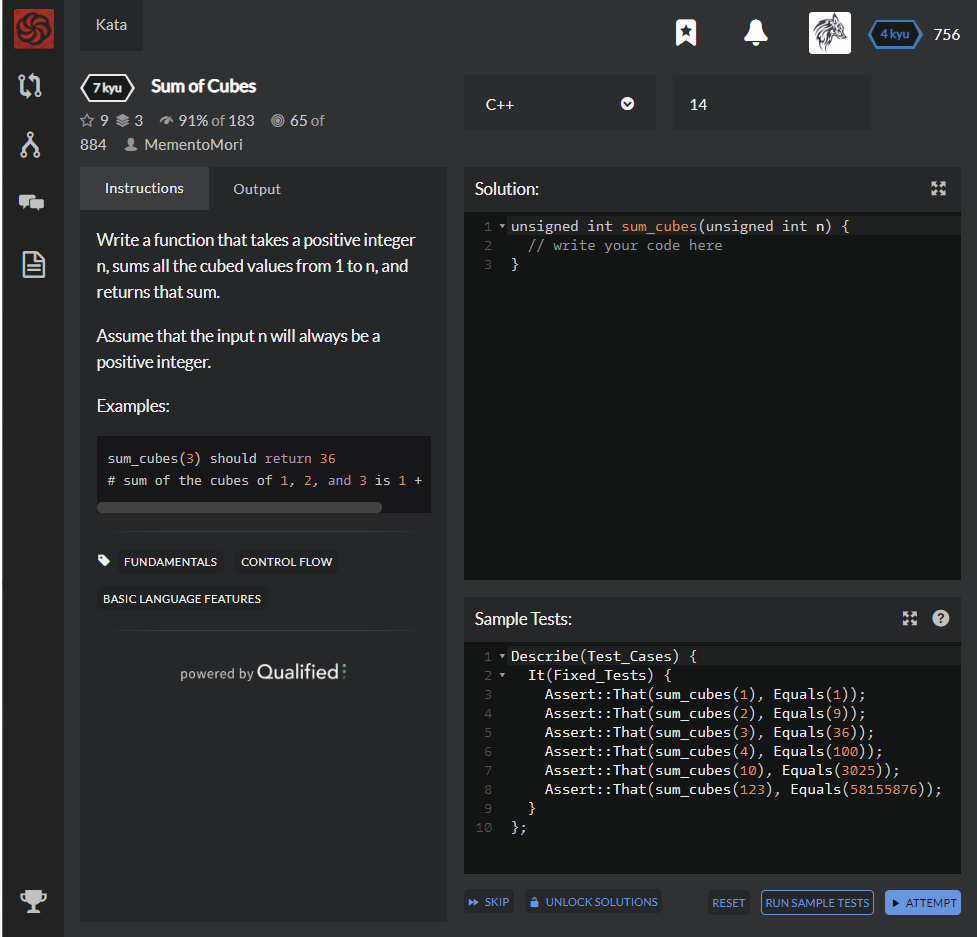 Kata
4 kyu 756
7 kyu Sum of Cubes
9 3 91% of 183 65 of
884 MementoMori
C++
14
Instructions Output
Write a function that takes a positive integer
n, sums all the cubed values from 1 to n, and
returns that sum.
Assume that the input n will always be a
positive integer.
Examples:
sum_cubes(3) should return 36
# sum of the cubes of 1, 2, and 3 is 1 +
FUNDAMENTALS CONTROL FLOW
BASIC LANGUAGE FEATURES
powered by Qualified
Solution:
1 unsigned int sum_cubes(unsigned int n) {
2 // write your code here
3 }
Sample Tests:
?
1 Describe(Test_Cases) {
2 It(Fixed_Tests) {
3 Assert::That(sum_cubes(1), Equals(1));
4 Assert::That(sum_cubes(2), Equals(9));
5 Assert::That(sum_cubes(3), Equals(36));
6 Assert::That(sum_cubes(4), Equals(100));
7 Assert::That(sum_cubes(10), Equals(3025));
8 Assert::That(sum_cubes(123), Equals(58155876));
9 }
10 };
SKIP UNLOCK SOLUTIONS RESET RUN SAMPLE TESTS ATTEMPT